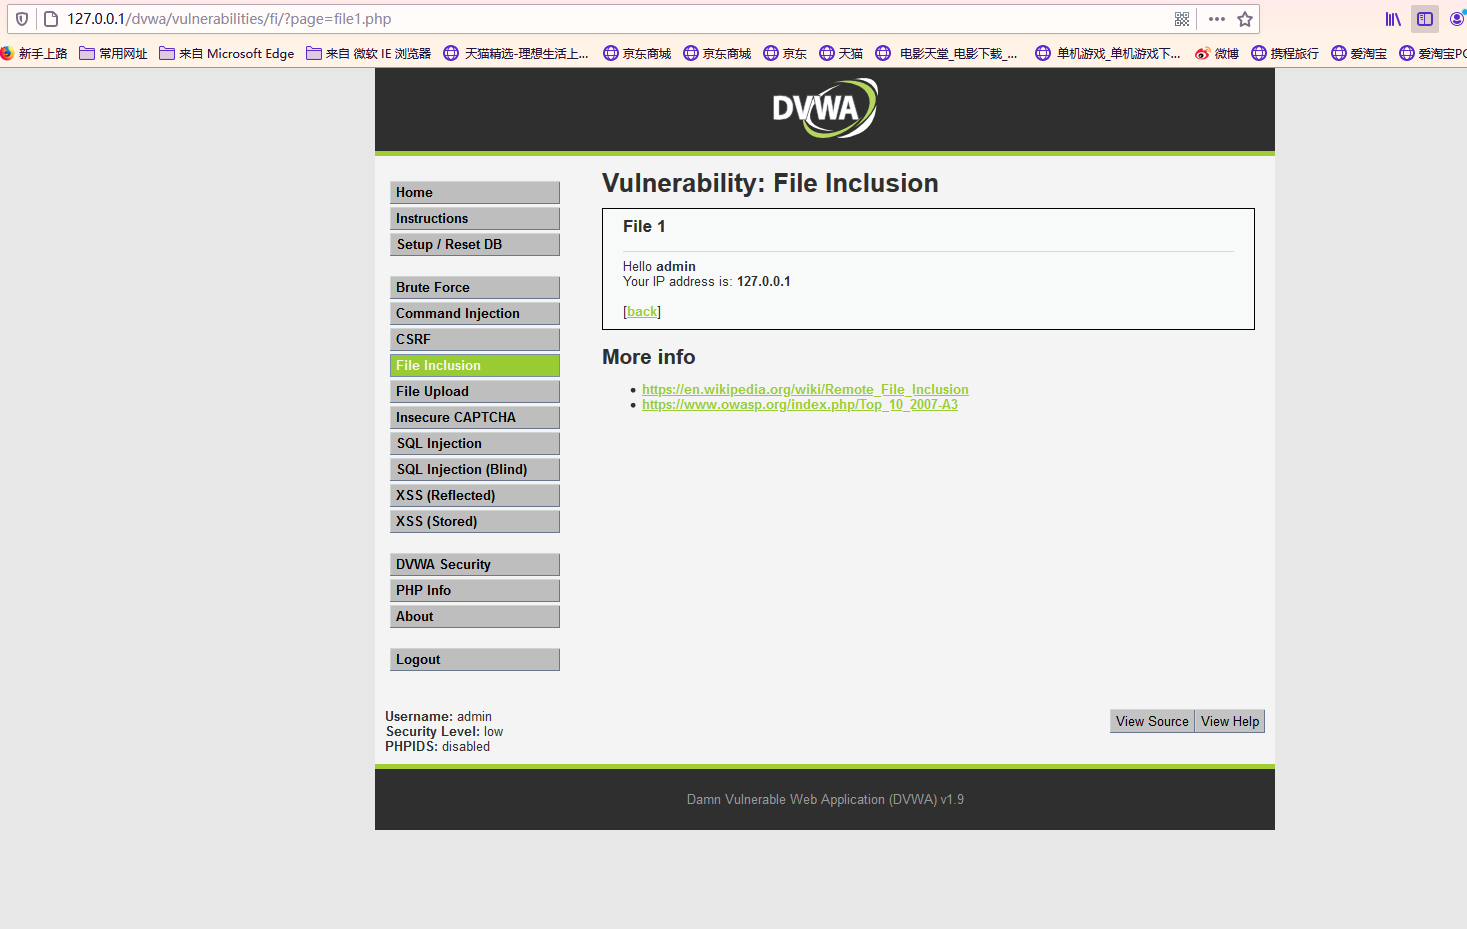 127.0.0.1/dvwa/vulnerabilities/fi/?page=file1.php
新手上路 常用网址 来自 Microsoft Edge 来自 微软 IE 浏览器 天猫精选-理想生活上... 京东商城 京东商城 京东 天猫 电影天堂_电影下载_... 单机游戏_单机游戏下... 微博 携程旅行 爱淘宝 爱淘宝PC
DVWA
Vulnerability: File Inclusion
Home
Instructions
Setup / Reset DB
Brute Force
Command Injection
CSRF
File Inclusion
File Upload
Insecure CAPTCHA
SQL Injection
SQL Injection (Blind)
XSS (Reflected)
XSS (Stored)
DVWA Security
PHP Info
About
Logout
File 1
Hello admin
Your IP address is: 127.0.0.1
[back]
More info
https://en.wikipedia.org/wiki/Remote_File_Inclusion
https://www.owasp.org/index.php/Top_10_2007-A3
Username: admin
Security Level: low
PHPIDS: disabled
View Source View Help
Damn Vulnerable Web Application (DVWA) v1.9